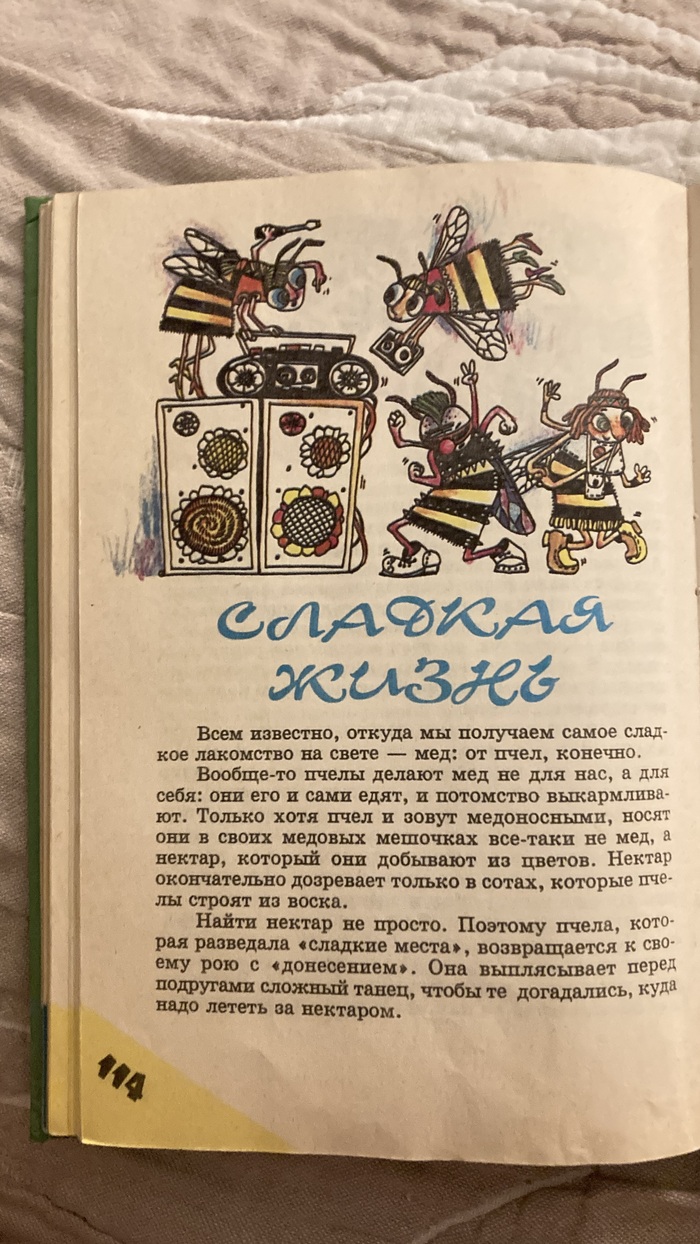 СЛАДКАЯ
ЖИЗНЬ
Всем известно, откуда мы получаем самое слад-
кое лакомство на свете — мед: от пчел, конечно.
Вообще-то пчелы делают мед не для нас, а для
себя: они его и сами едят, и потомство выкармлива-
ют. Только хотя пчел и зовут медоносными, носят
они в своих медовых мешочках все-таки не мед, а
нектар, который они добывают из цветов. Нектар
окончательно дозревает только в сотах, которые пче-
лы строят из воска.
Найти нектар не просто. Поэтому пчела, кото-
рая разведала «сладкие места», возвращается к сво-
ему рою с «донесением». Она выплясывает перед
подругами сложный танец, чтобы те догадались, куда
надо лететь за нектаром.
114